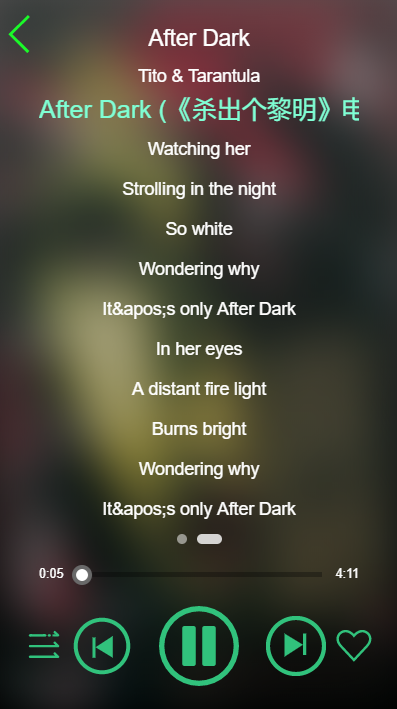 After Dark
Tito & Tarantula
After Dark (《杀出个黎明》电
Watching her
Strolling in the night
So white
Wondering why
It&apos;s only After Dark
In her eyes
A distant fire light
Burns bright
Wondering why
It&apos;s only After Dark
0:05 4:11